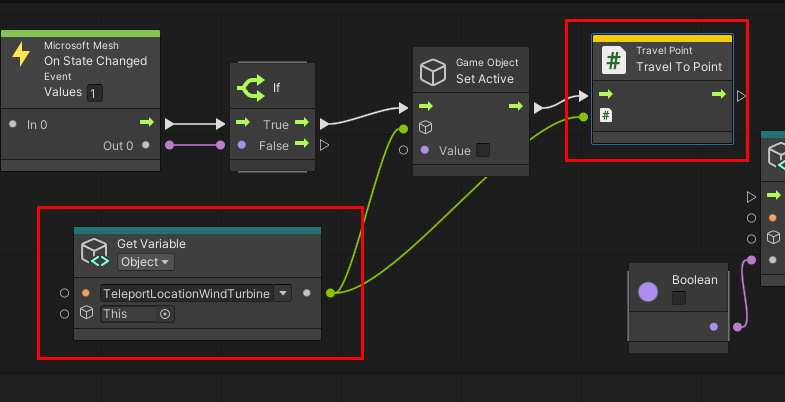 Microsoft Mesh
On State Changed
Event
Values 1
In 0
Out 0
If
True
False
Game Object
Set Active
Value
Travel Point
Travel To Point
Get Variable
Object
TeleportLocationWindTurbine
This
Boolean